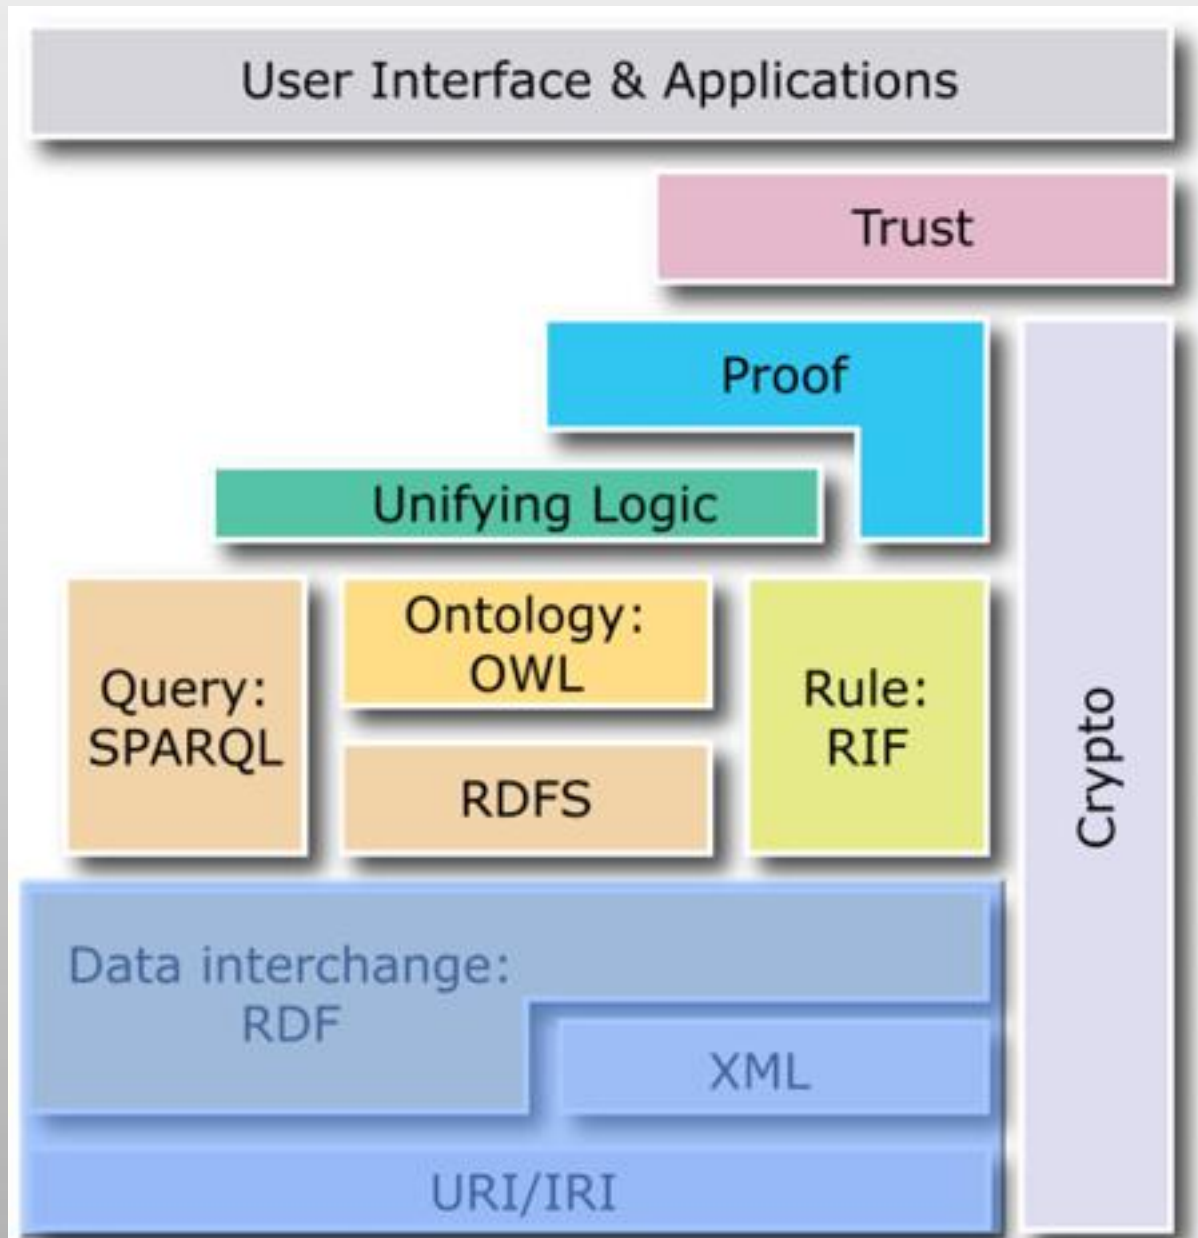 User Interface & Applications
Trust
Proof
Unifying Logic
Query:
SPARQL
Ontology:
OWL
RDFS
Rule:
RIF
Crypto
Data interchange:
RDF
XML
URI/IRI